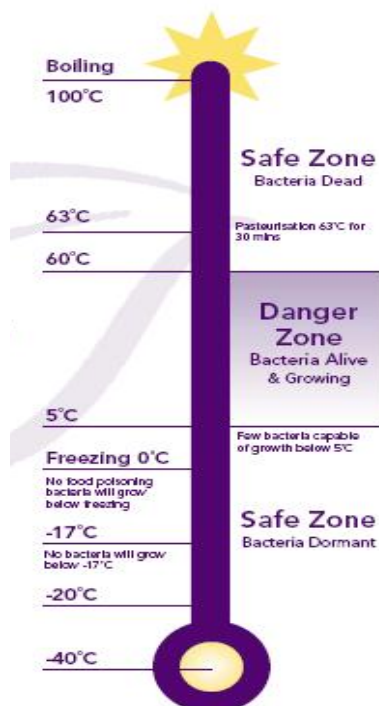 Boiling
100°C
Safe Zone
Bacteria Dead
63°C
Pasteurisation 63°C for
30 mins
60°C
Danger
Zone
Bacteria Alive
& Growing
5°C
Few bacteria capable
of growth below 5°C
Freezing 0°C
No food poisoning
bacteria will grow
below freezing
Safe Zone
Bacteria Dormant
-17°C
No bacteria will grow
below -17°C
-20°C
-40°C